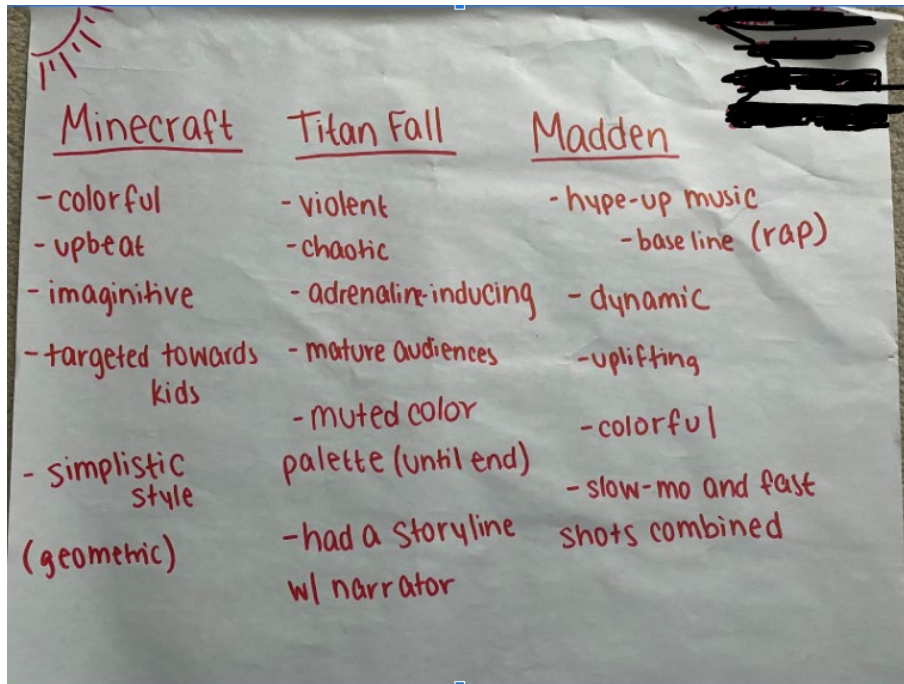 Minecraft
- colorful
- upbeat
- imaginitive
- targeted towards
kids
- simplistic
style
(geometric)
Titan Fall
- violent
- chaotic
- adrenaline-inducing
- mature audiences
- muted color
palette (until end)
- had a storyline
w/ narrator
Madden
- hype-up music
- base line (rap)
- dynamic
- uplifting
- colorful
- slow-mo and fast
shots combined